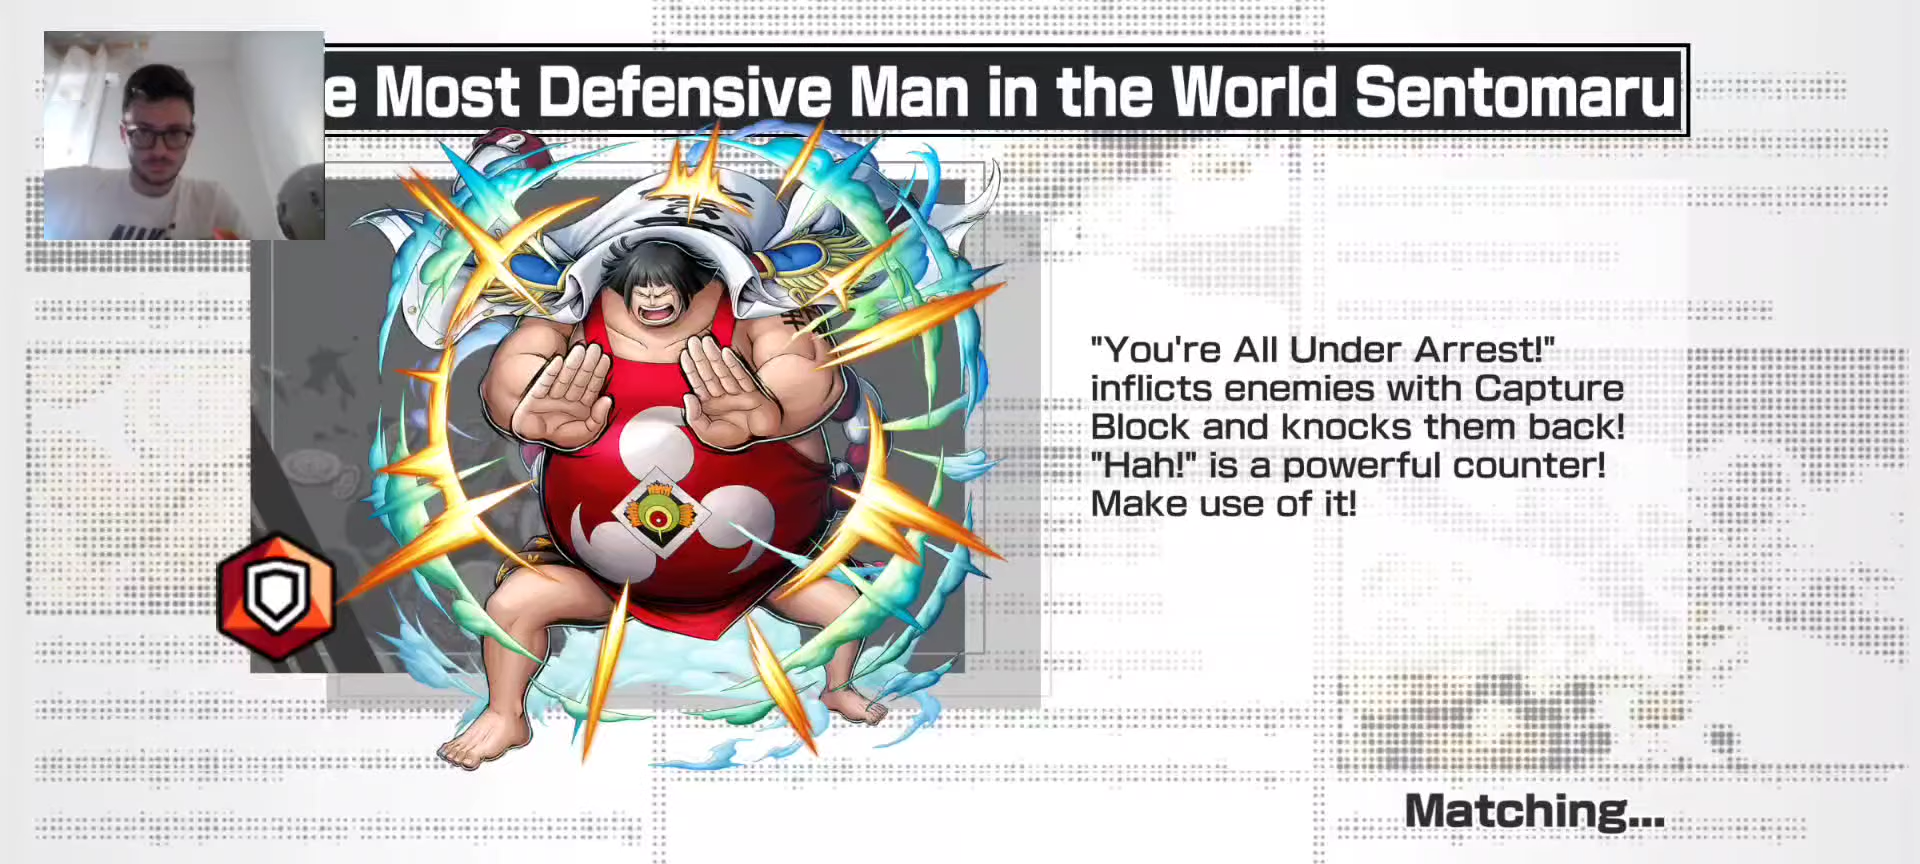 e Most Defensive Man in the World Sentomaru
"You're All Under Arrest!"
inflicts enemies with Capture
Block and knocks them back!
"Hah!" is a powerful counter!
Make use of it!
Matching...